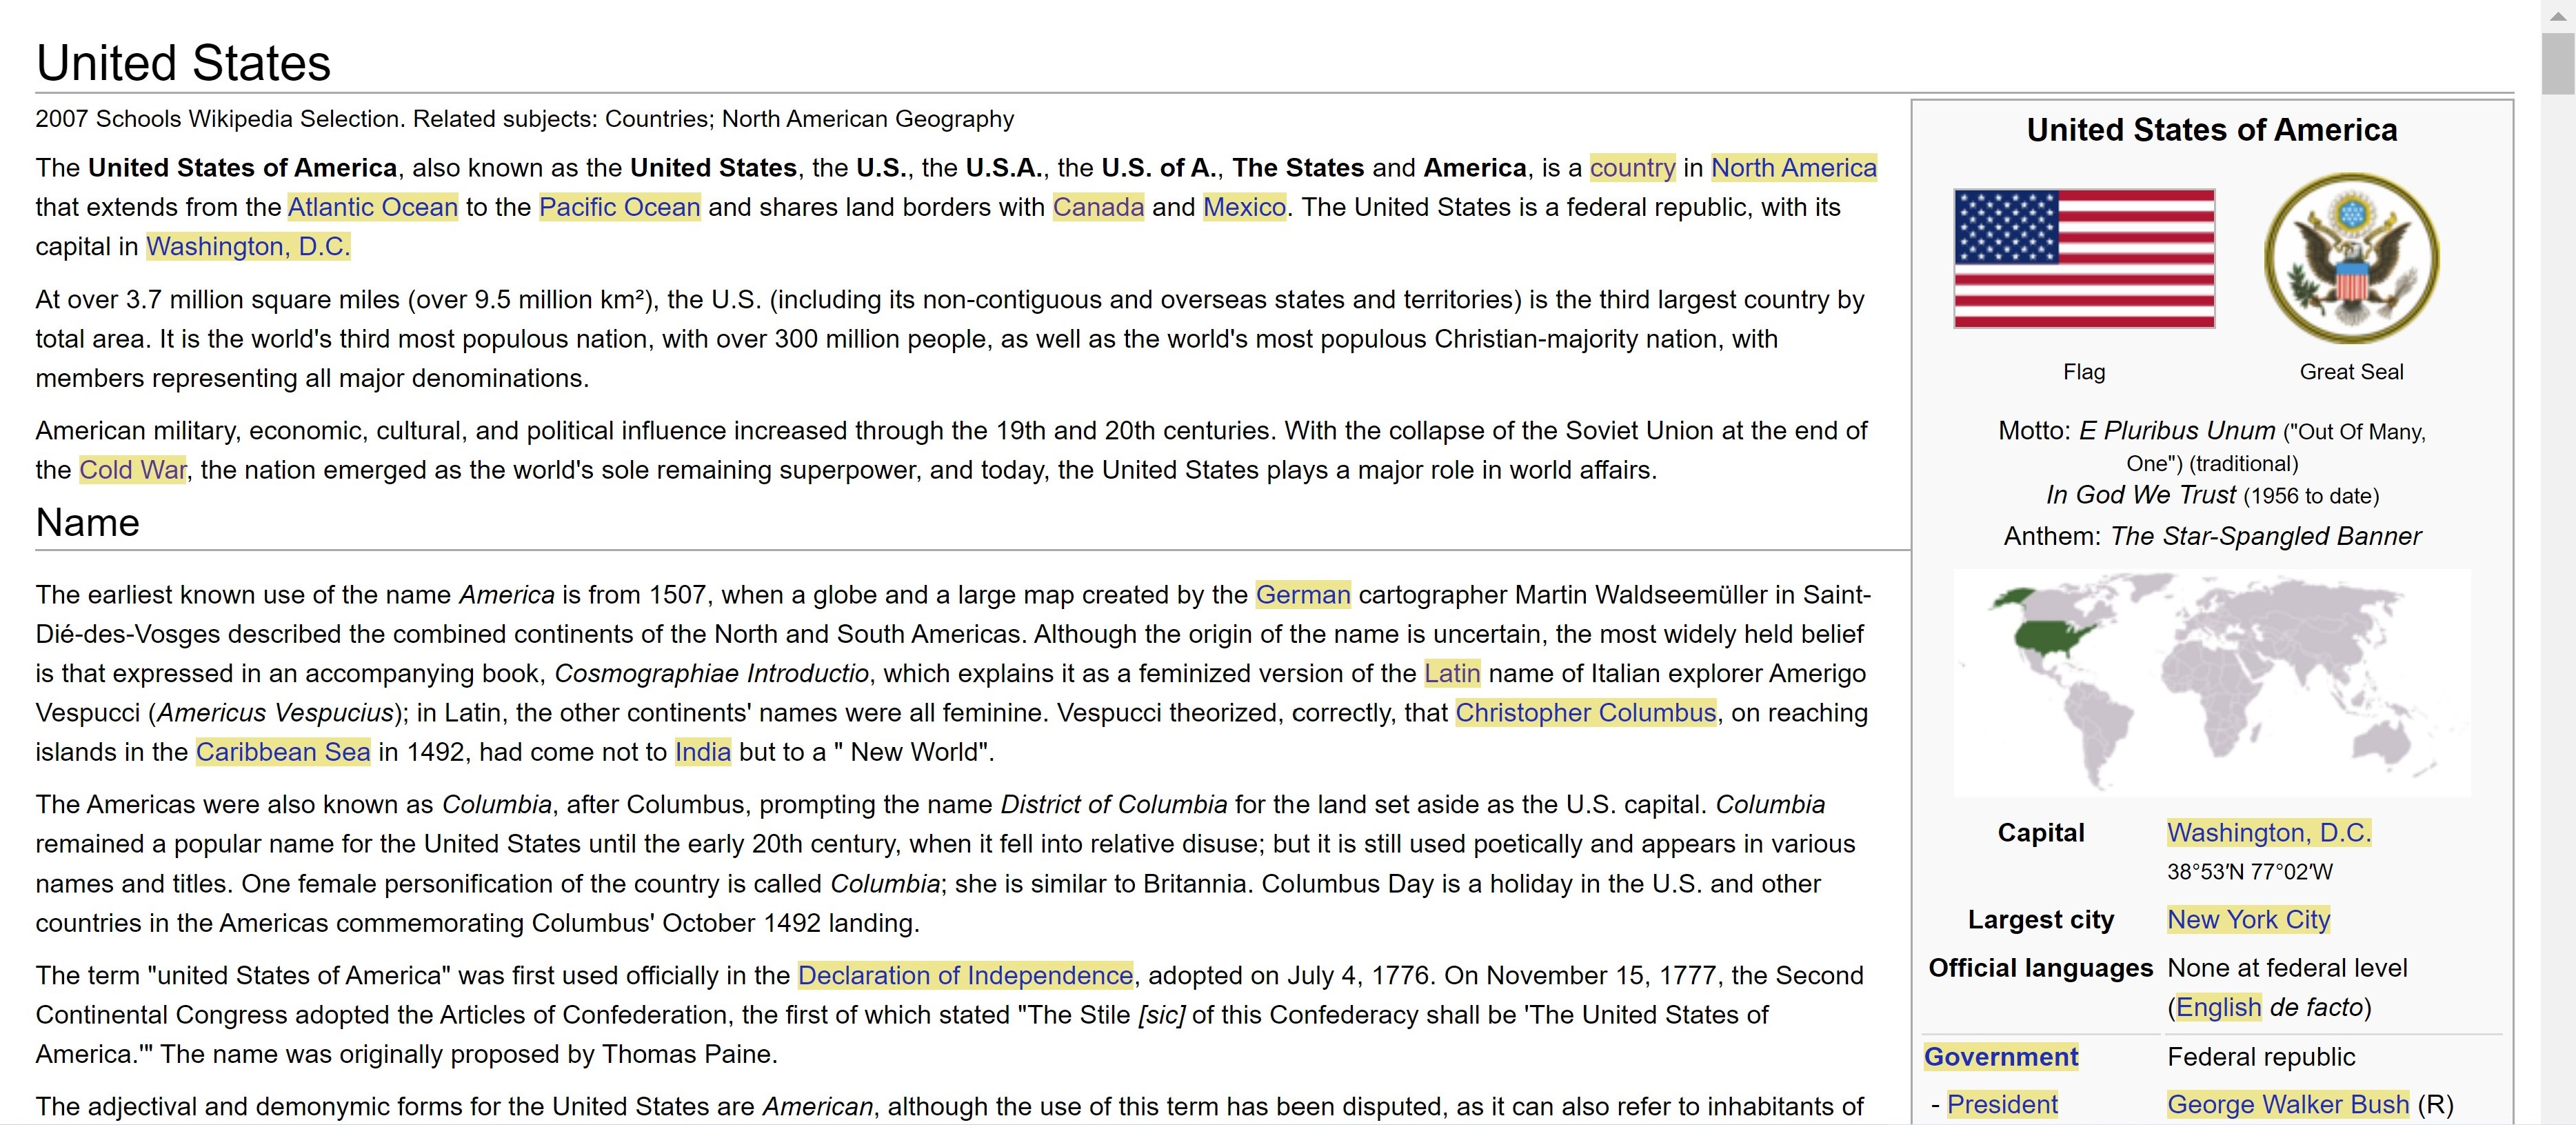 United States
2007 Schools Wikipedia Selection. Related subjects: Countries; North American Geography
The United States of America, also known as the United States, the U.S., the U.S.A., the U.S. of A., The States and America, is a country in North America
that extends from the Atlantic Ocean to the Pacific Ocean and shares land borders with Canada and Mexico. The United States is a federal republic, with its
capital in Washington, D.C.
At over 3.7 million square miles (over 9.5 million km²), the U.S. (including its non-contiguous and overseas states and territories) is the third largest country by
total area. It is the world's third most populous nation, with over 300 million people, as well as the world's most populous Christian-majority nation, with
members representing all major denominations.
American military, economic, cultural, and political influence increased through the 19th and 20th centuries. With the collapse of the Soviet Union at the end of
the Cold War, the nation emerged as the world's sole remaining superpower, and today, the United States plays a major role in world affairs.
Name
The earliest known use of the name America is from 1507, when a globe and a large map created by the German cartographer Martin Waldseemüller in Saint-
Dié-des-Vosges described the combined continents of the North and South Americas. Although the origin of the name is uncertain, the most widely held belief
is that expressed in an accompanying book, Cosmographiae Introductio, which explains it as a feminized version of the Latin name of Italian explorer Amerigo
Vespucci (Americus Vespucius); in Latin, the other continents' names were all feminine. Vespucci theorized, correctly, that Christopher Columbus, on reaching
islands in the Caribbean Sea in 1492, had come not to India but to a " New World".
The Americas were also known as Columbia, after Columbus, prompting the name District of Columbia for the land set aside as the U.S. capital. Columbia
remained a popular name for the United States until the early 20th century, when it fell into relative disuse; but it is still used poetically and appears in various
names and titles. One female personification of the country is called Columbia; she is similar to Britannia. Columbus Day is a holiday in the U.S. and other
countries in the Americas commemorating Columbus' October 1492 landing.
The term "united States of America" was first used officially in the Declaration of Independence, adopted on July 4, 1776. On November 15, 1777, the Second
Continental Congress adopted the Articles of Confederation, the first of which stated "The Stile [sic] of this Confederacy shall be 'The United States of
America.'" The name was originally proposed by Thomas Paine.
The adjectival and demonymic forms for the United States are American, although the use of this term has been disputed, as it can also refer to inhabitants of
United States of America
Flag Great Seal
Motto: E Pluribus Unum ("Out Of Many,
One") (traditional)
In God We Trust (1956 to date)
Anthem: The Star-Spangled Banner
Capital Washington, D.C.
38°53′N 77°02′W
Largest city New York City
Official languages None at federal level
(English de facto)
Government Federal republic
- President George Walker Bush (R)